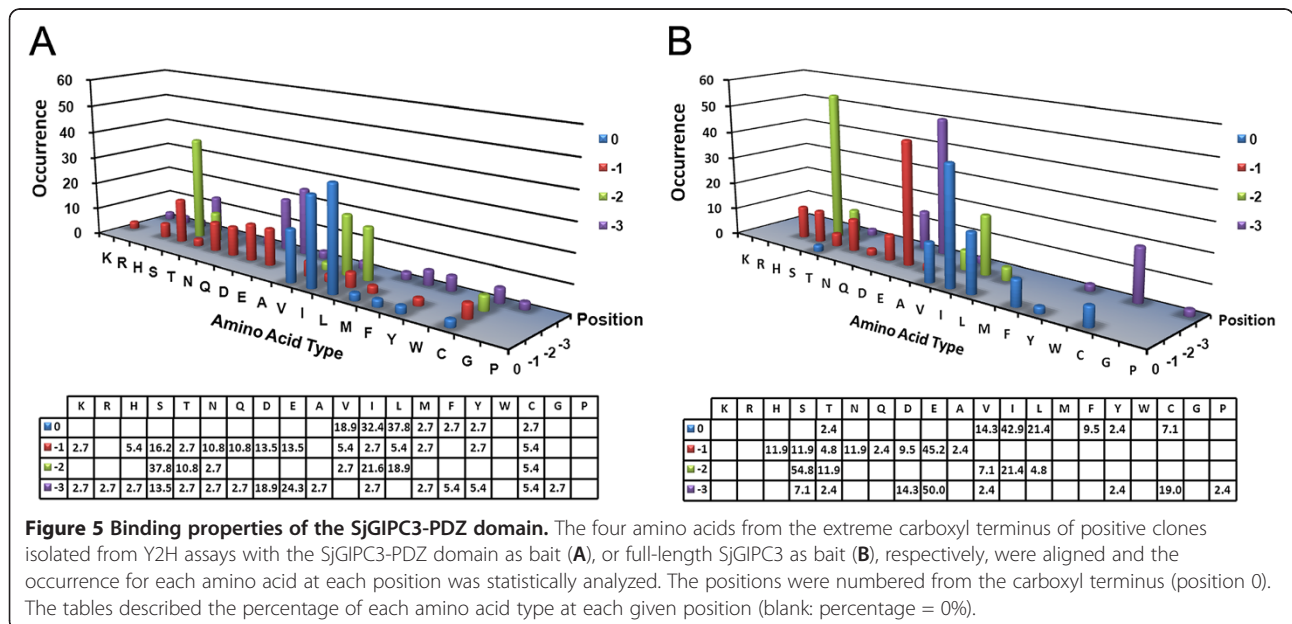 A
60
50
40
30
20
10
0
Occurrence
K R H S T N Q D E A V I L M F Y W C G P
Amino Acid Type
0 -1 -2 -3
Position
0
-1
-2
-3
K R H S T N Q D E A V I L M F Y W C G P
0 18.9 32.4 37.8 2.7 2.7 2.7 2.7
-1 2.7 5.4 16.2 2.7 10.8 10.8 13.5 13.5 5.4 2.7 5.4 2.7 2.7 5.4
-2 37.8 10.8 2.7 2.7 21.6 18.9 5.4
-3 2.7 2.7 2.7 13.5 2.7 2.7 2.7 18.9 24.3 2.7 2.7 2.7 5.4 5.4 5.4 2.7
B
60
50
40
30
20
10
0
Occurrence
K R H S T N Q D E A V I L M F Y W C G P
Amino Acid Type
0 -1 -2 -3
Position
0
-1
-2
-3
K R H S T N Q D E A V I L M F Y W C G P
0 2.4 14.3 42.9 21.4 9.5 2.4 7.1
-1 11.9 11.9 4.8 11.9 2.4 9.5 45.2 2.4
-2 54.8 11.9 7.1 21.4 4.8
-3 7.1 2.4 14.3 50.0 2.4 2.4 19.0 2.4
Figure 5 Binding properties of the SjGIPC3-PDZ domain. The four amino acids from the extreme carboxyl terminus of positive clones
isolated from Y2H assays with the SjGIPC3-PDZ domain as bait (A), or full-length SjGIPC3 as bait (B), respectively, were aligned and the
occurrence for each amino acid at each position was statistically analyzed. The positions were numbered from the carboxyl terminus (position 0).
The tables described the percentage of each amino acid type at each given position (blank: percentage = 0%).